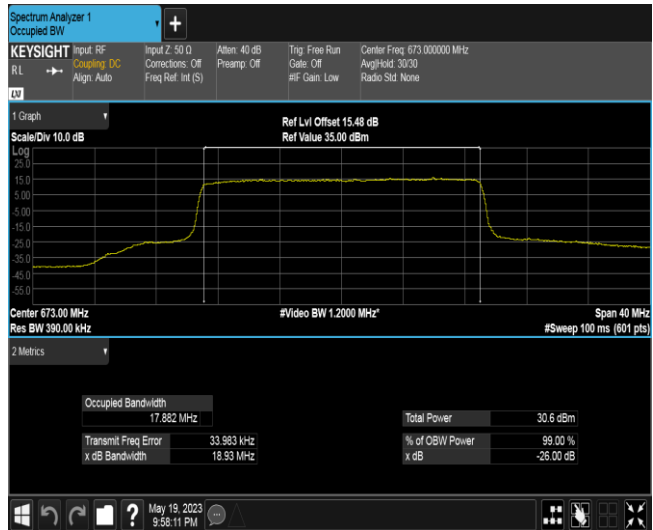 Spectrum Analyzer 1
Occupied BW
+
KEYSIGHT
RL
LXI
Input: RF
Coupling: DC
Align: Auto
Input Z: 50 Ω
Corrections: Off
Freq Ref: Int (S)
Atten: 40 dB
Preamp: Off
Trig: Free Run
Gate: Off
#IF Gain: Low
Center Freq: 673.000000 MHz
Avg|Hold: 30/30
Radio Std: None
1 Graph
Scale/Div 10.0 dB
Ref Lvl Offset 15.48 dB
Ref Value 35.00 dBm
Log
25.0
15.0
5.00
-5.00
-15.0
-25.0
-35.0
-45.0
-55.0
Center 673.00 MHz
Res BW 390.00 kHz
#Video BW 1.2000 MHz*
Span 40 MHz
#Sweep 100 ms (601 pts)
2 Metrics
Occupied Bandwidth
17.882 MHz
Transmit Freq Error 33.983 kHz
x dB Bandwidth 18.93 MHz
Total Power 30.6 dBm
% of OBW Power 99.00 %
x dB -26.00 dB
?
May 19, 2023
9:58:11 PM